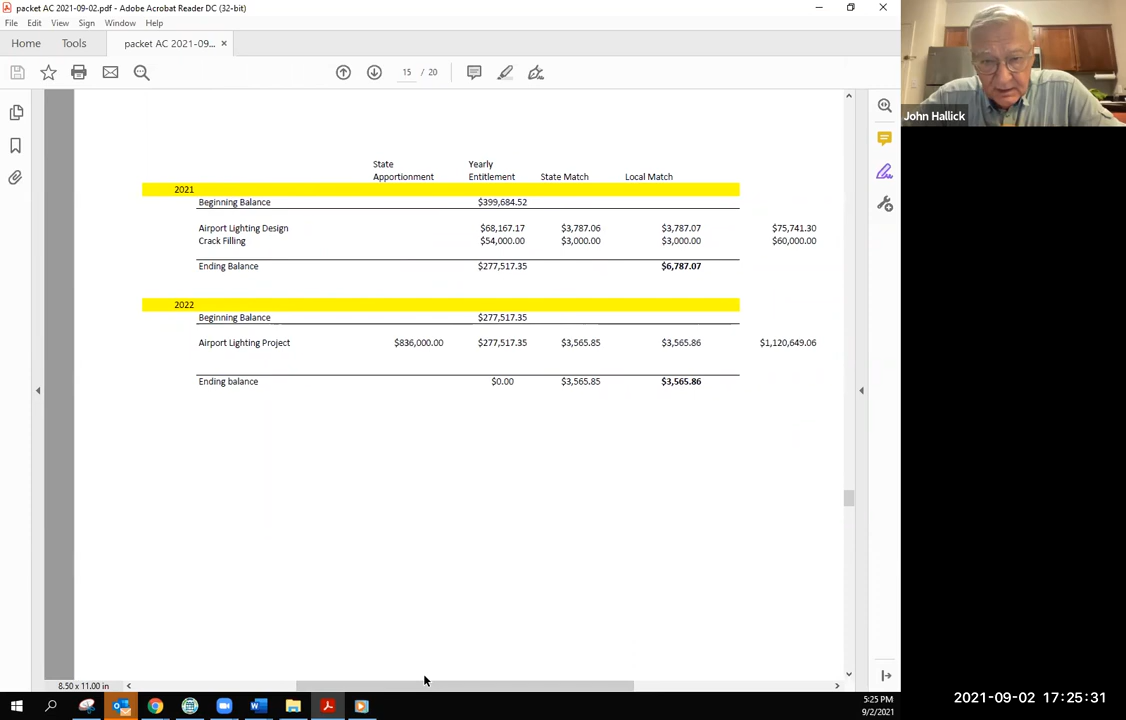 packet AC 2021-09-02.pdf - Adobe Acrobat Reader DC (32-bit)
File Edit View Sign Window Help
Home Tools packet AC 2021-09... ×
15 / 20
State Apportionment Yearly Entitlement State Match Local Match
2021
Beginning Balance $399,684.52
Airport Lighting Design $68,167.17 $3,787.06 $3,787.07 $75,741.30
Crack Filling $54,000.00 $3,000.00 $3,000.00 $60,000.00
Ending Balance $277,517.35 $6,787.07
2022
Beginning Balance $277,517.35
Airport Lighting Project $836,000.00 $277,517.35 $3,565.85 $3,565.86 $1,120,649.06
Ending balance $0.00 $3,565.85 $3,565.86
8.50 x 11.00 in
John Hallick
5:25 PM
9/2/2021
2021-09-02 17:25:31